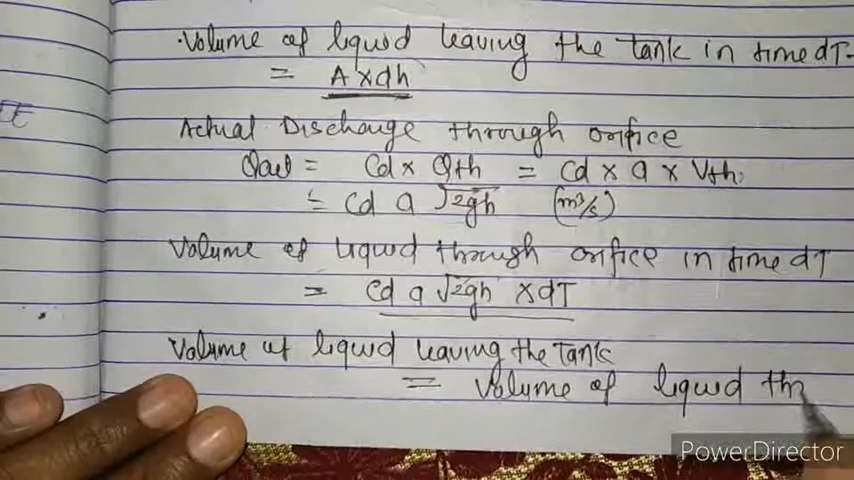 Volume of liquid leaving the tank in time dT-
= A x dh
Actual Discharge through orifice
Qact = Cd x Qth = Cd x a x Vth.
= Cd a √2gh (m³/s)
Volume of liquid through orifice in time dT
= Cd a √2gh x dT
Volume of liquid leaving the Tank
= Volume of liquid thr
PowerDirector